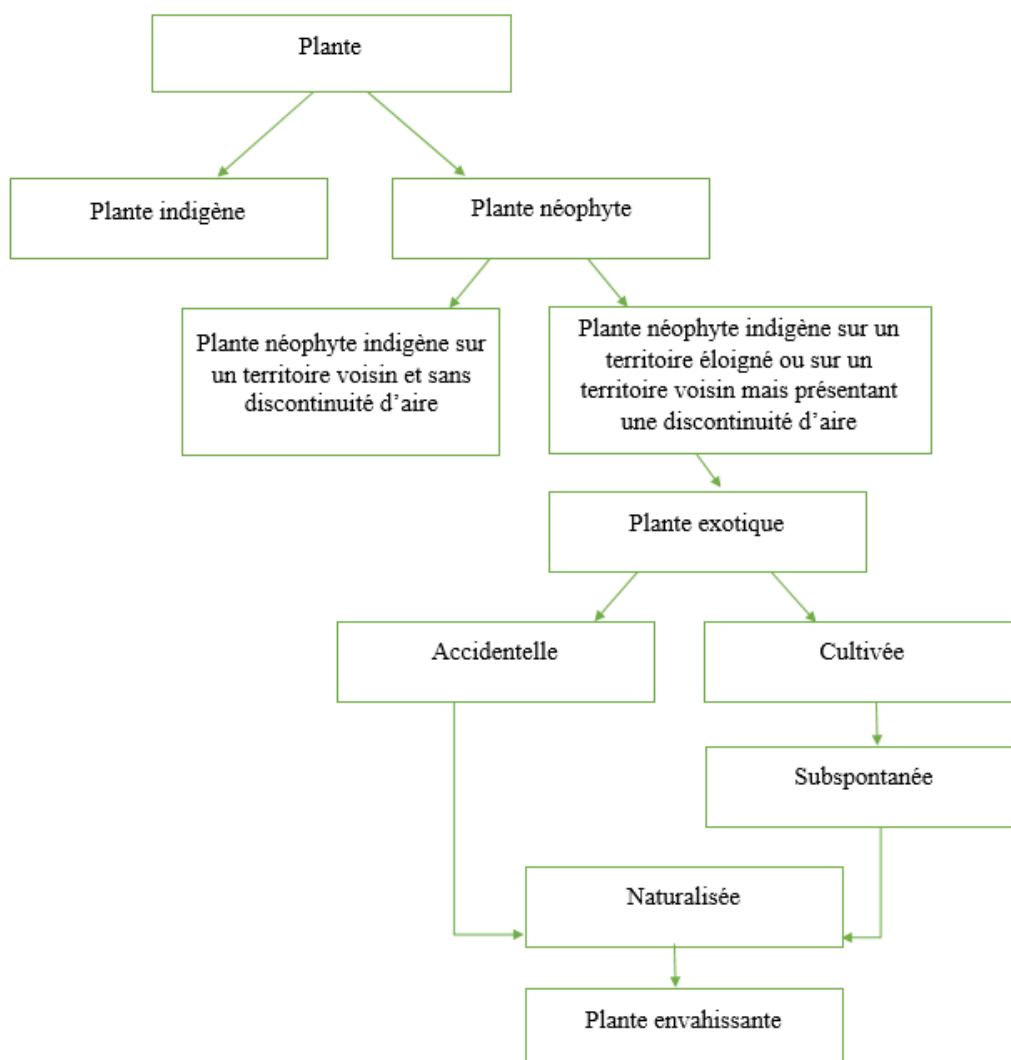 Plante
Plante indigène
Plante néophyte
Plante néophyte indigène sur
un territoire voisin et sans
discontinuité d’aire
Plante néophyte indigène sur un
territoire éloigné ou sur un
territoire voisin mais présentant
une discontinuité d’aire
Plante exotique
Accidentelle
Cultivée
Subspontanée
Naturalisée
Plante envahissante